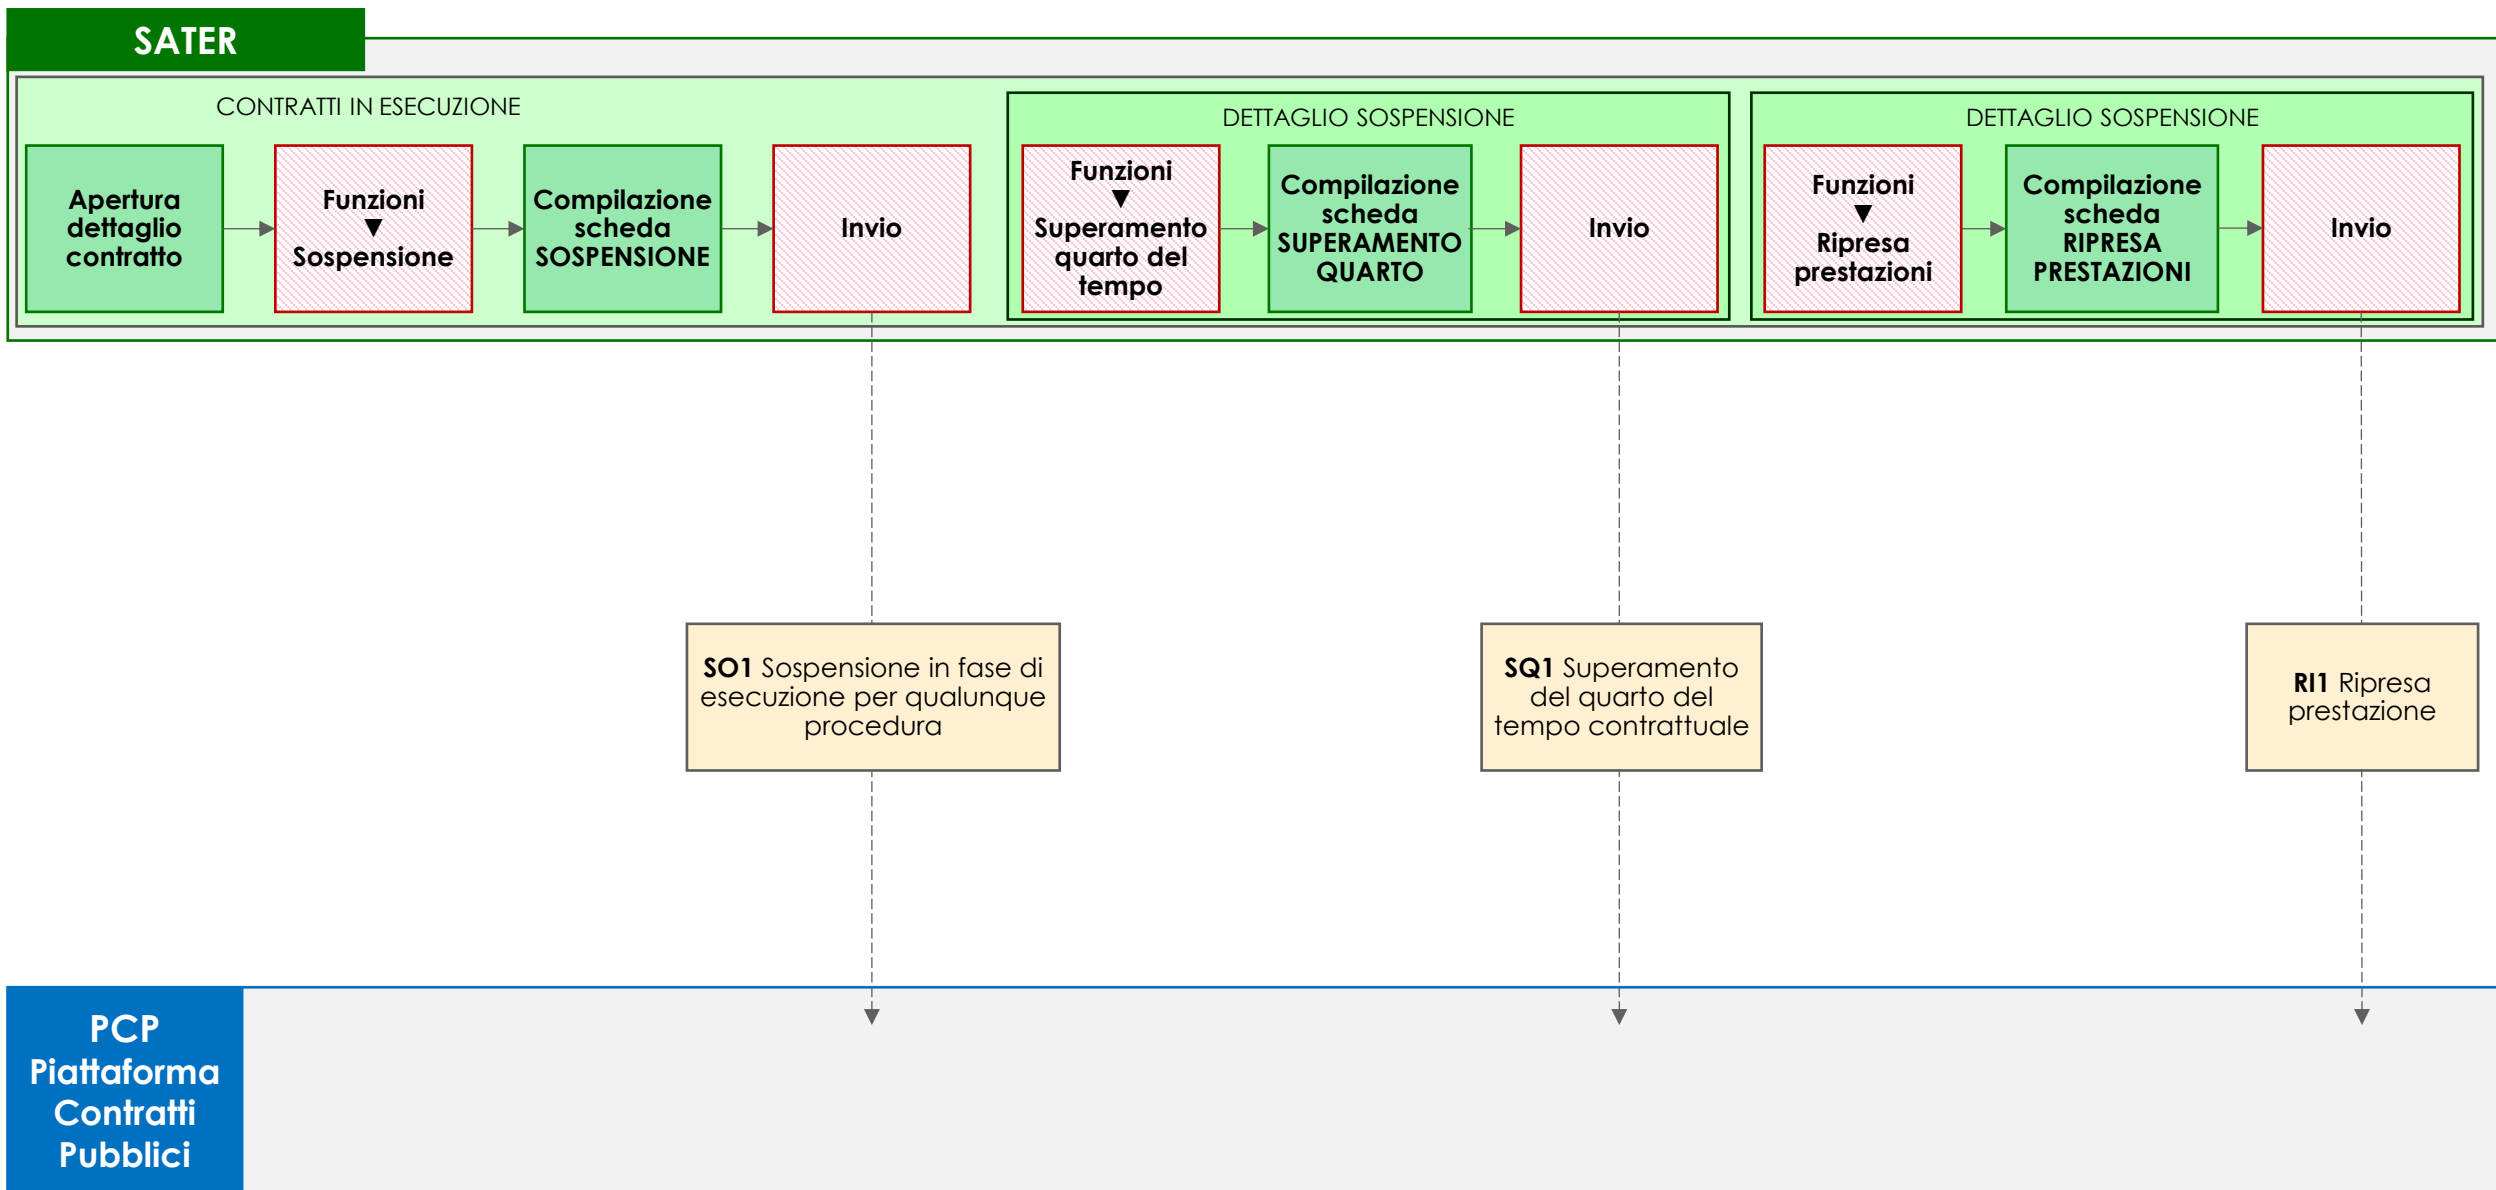 SATER
CONTRATTI IN ESECUZIONE
Apertura
dettaglio
contratto
Funzioni
▼
Sospensione
Compilazione
scheda
SOSPENSIONE
Invio
DETTAGLIO SOSPENSIONE
Funzioni
▼
Superamento
quarto del
tempo
Compilazione
scheda
SUPERAMENTO
QUARTO
Invio
DETTAGLIO SOSPENSIONE
Funzioni
▼
Ripresa
prestazioni
Compilazione
scheda
RIPRESA
PRESTAZIONI
Invio
SO1 Sospensione in fase di
esecuzione per qualunque
procedura
SQ1 Superamento
del quarto del
tempo contrattuale
RI1 Ripresa
prestazione
PCP
Piattaforma
Contratti
Pubblici